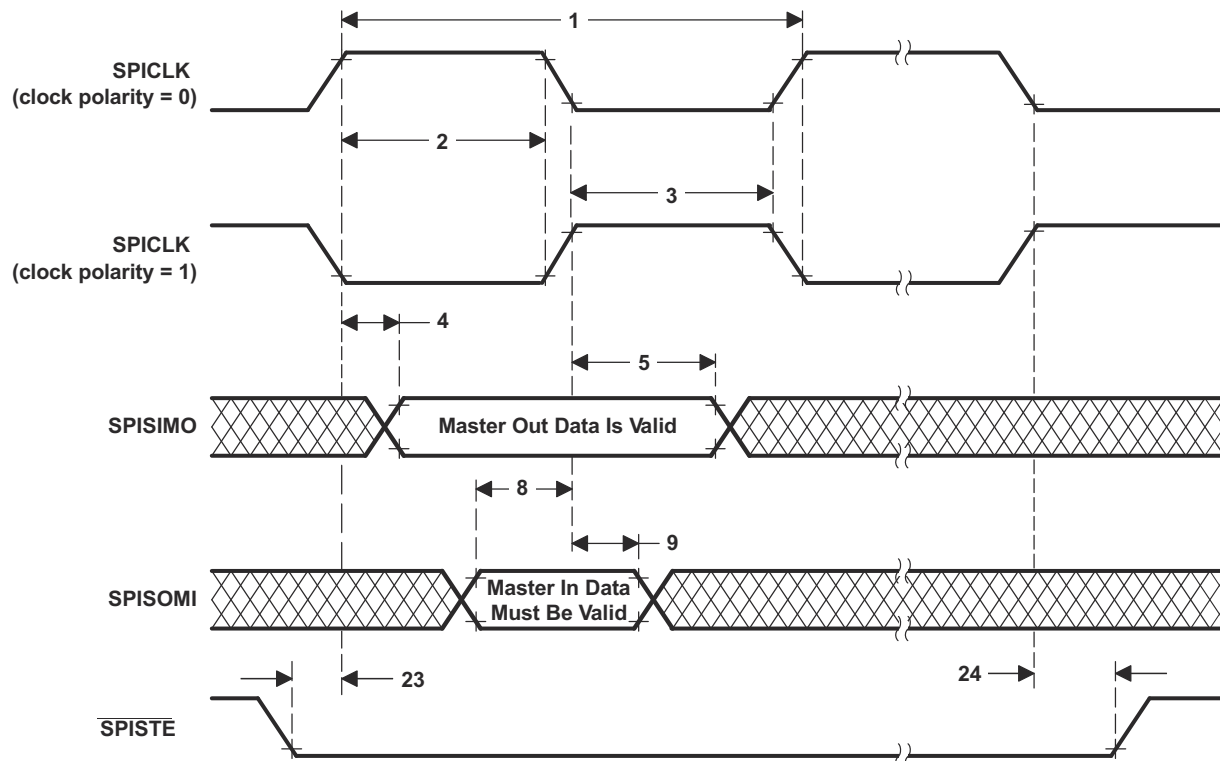 1
SPICLK
(clock polarity = 0)
2
3
SPICLK
(clock polarity = 1)
4
5
SPISIMO
Master Out Data Is Valid
8
9
SPISOMI
Master In Data
Must Be Valid
23
24
SPISTE